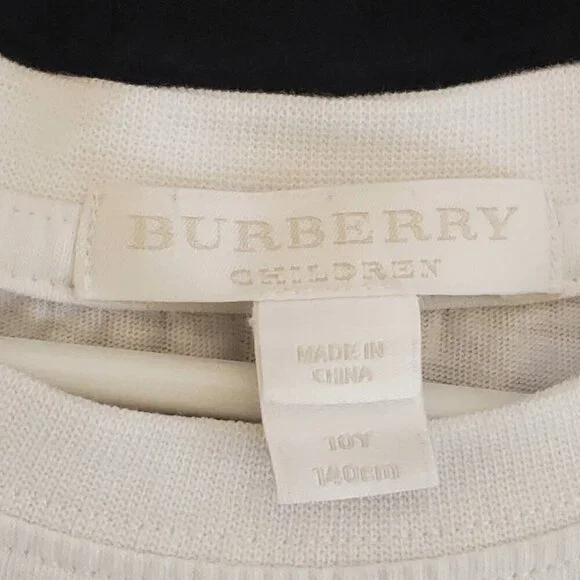 BURBERRY
CHILDREN
MADE IN
CHINA
10Y
140cm